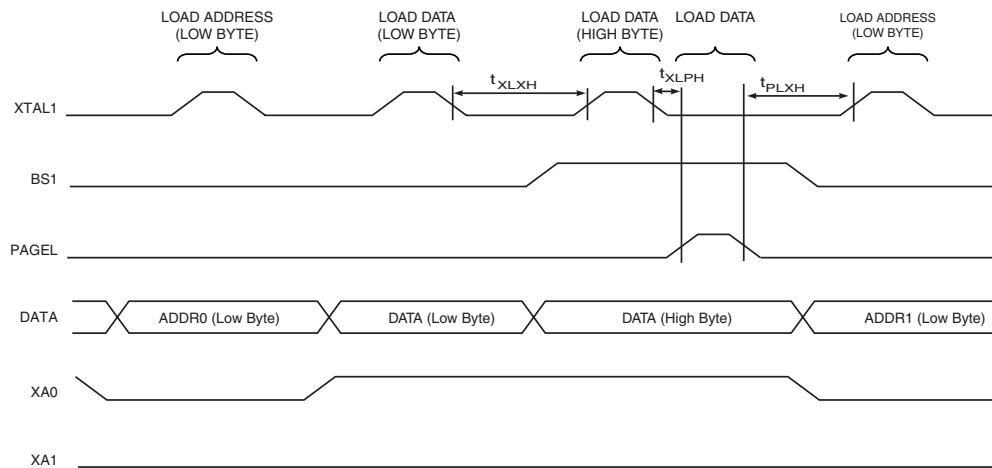 LOAD ADDRESS
(LOW BYTE)
LOAD DATA
(LOW BYTE)
LOAD DATA
(HIGH BYTE)
LOAD DATA
LOAD ADDRESS
(LOW BYTE)
tXLXH
tXLPH
tPLXH
XTAL1
BS1
PAGEL
DATA
ADDR0 (Low Byte)
DATA (Low Byte)
DATA (High Byte)
ADDR1 (Low Byte)
XA0
XA1